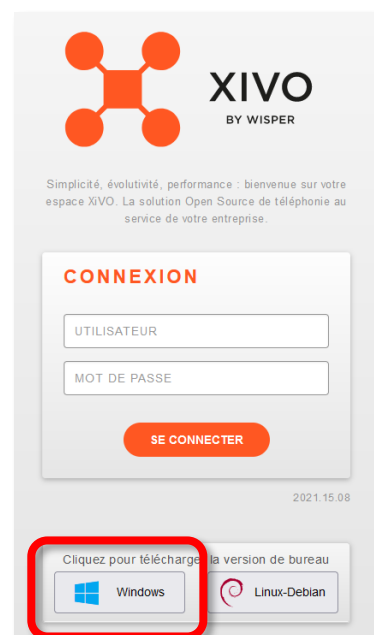 XIVO
BY WISPER
Simplicité, évolutivité, performance : bienvenue sur votre
espace XiVO. La solution Open Source de téléphonie au
service de votre entreprise.
CONNEXION
UTILISATEUR
MOT DE PASSE
SE CONNECTER
2021.15.08
Cliquez pour télécharger la version de bureau
Windows
Linux-Debian